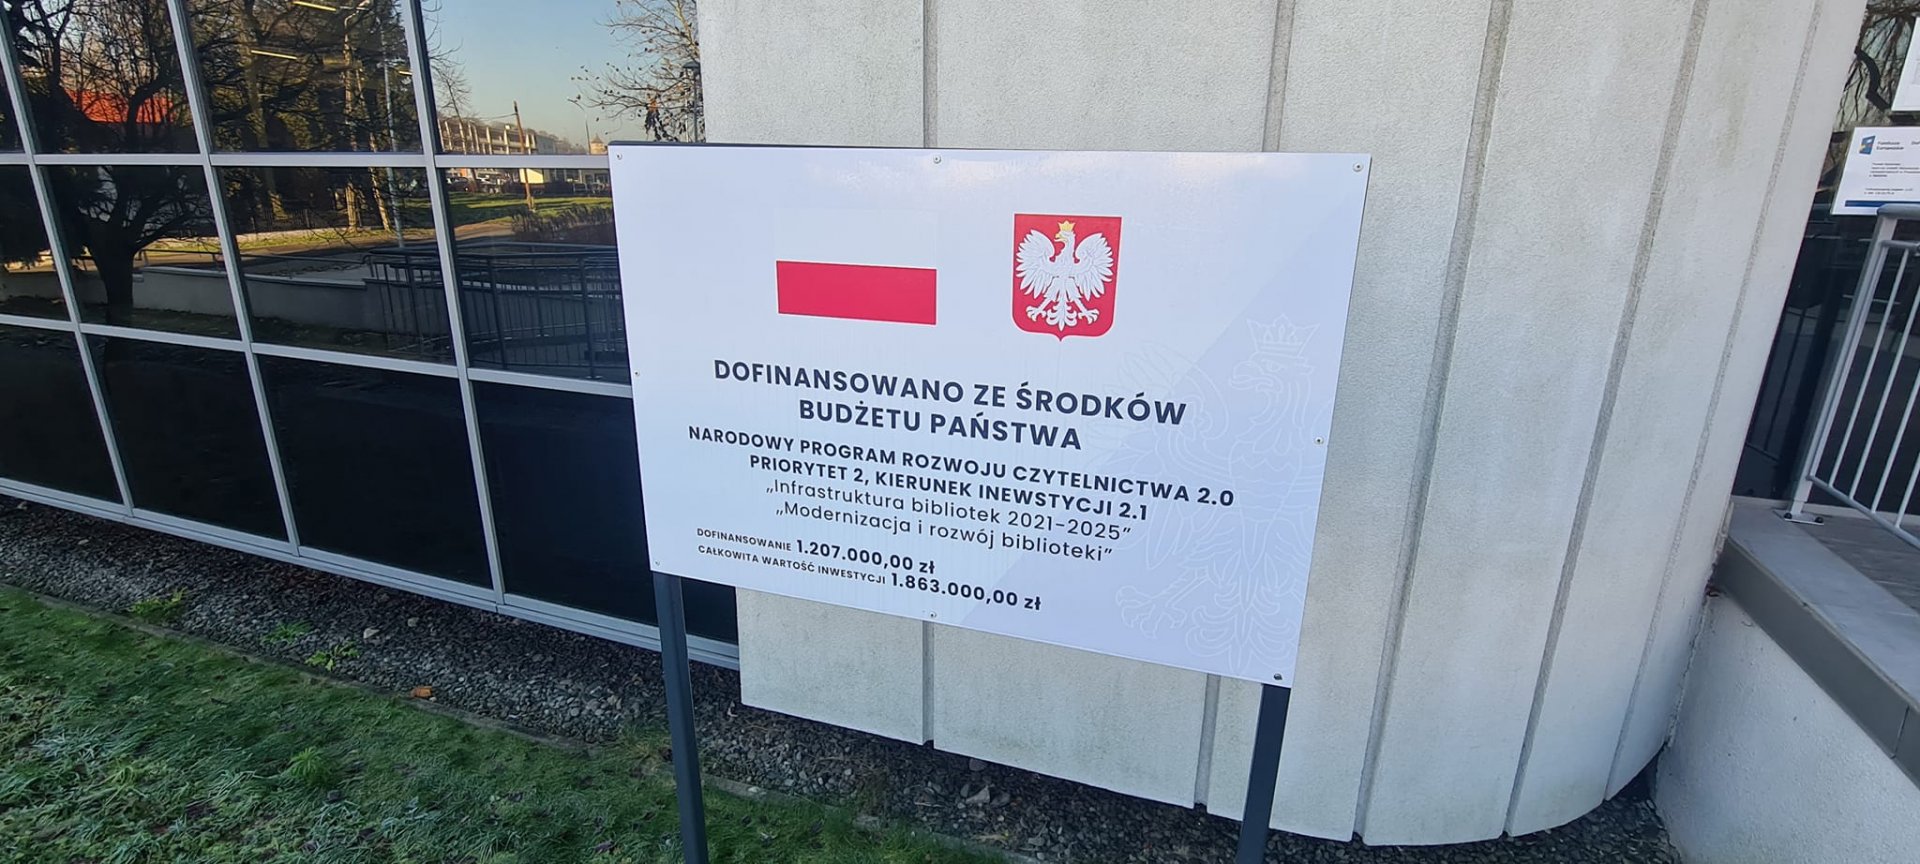 DOFINANSOWANO ZE ŚRODKÓW
BUDŻETU PAŃSTWA
NARODOWY PROGRAM ROZWOJU CZYTELNICTWA 2.0
PRIORYTET 2, KIERUNEK INEWSTYCJI 2.1
„Infrastruktura bibliotek 2021-2025”
„Modernizacja i rozwój biblioteki”
DOFINANSOWANIE 1.207.000,00 zł
CAŁKOWITA WARTOŚĆ INWESTYCJI 1.863.000,00 zł
Fundusze
Europejskie